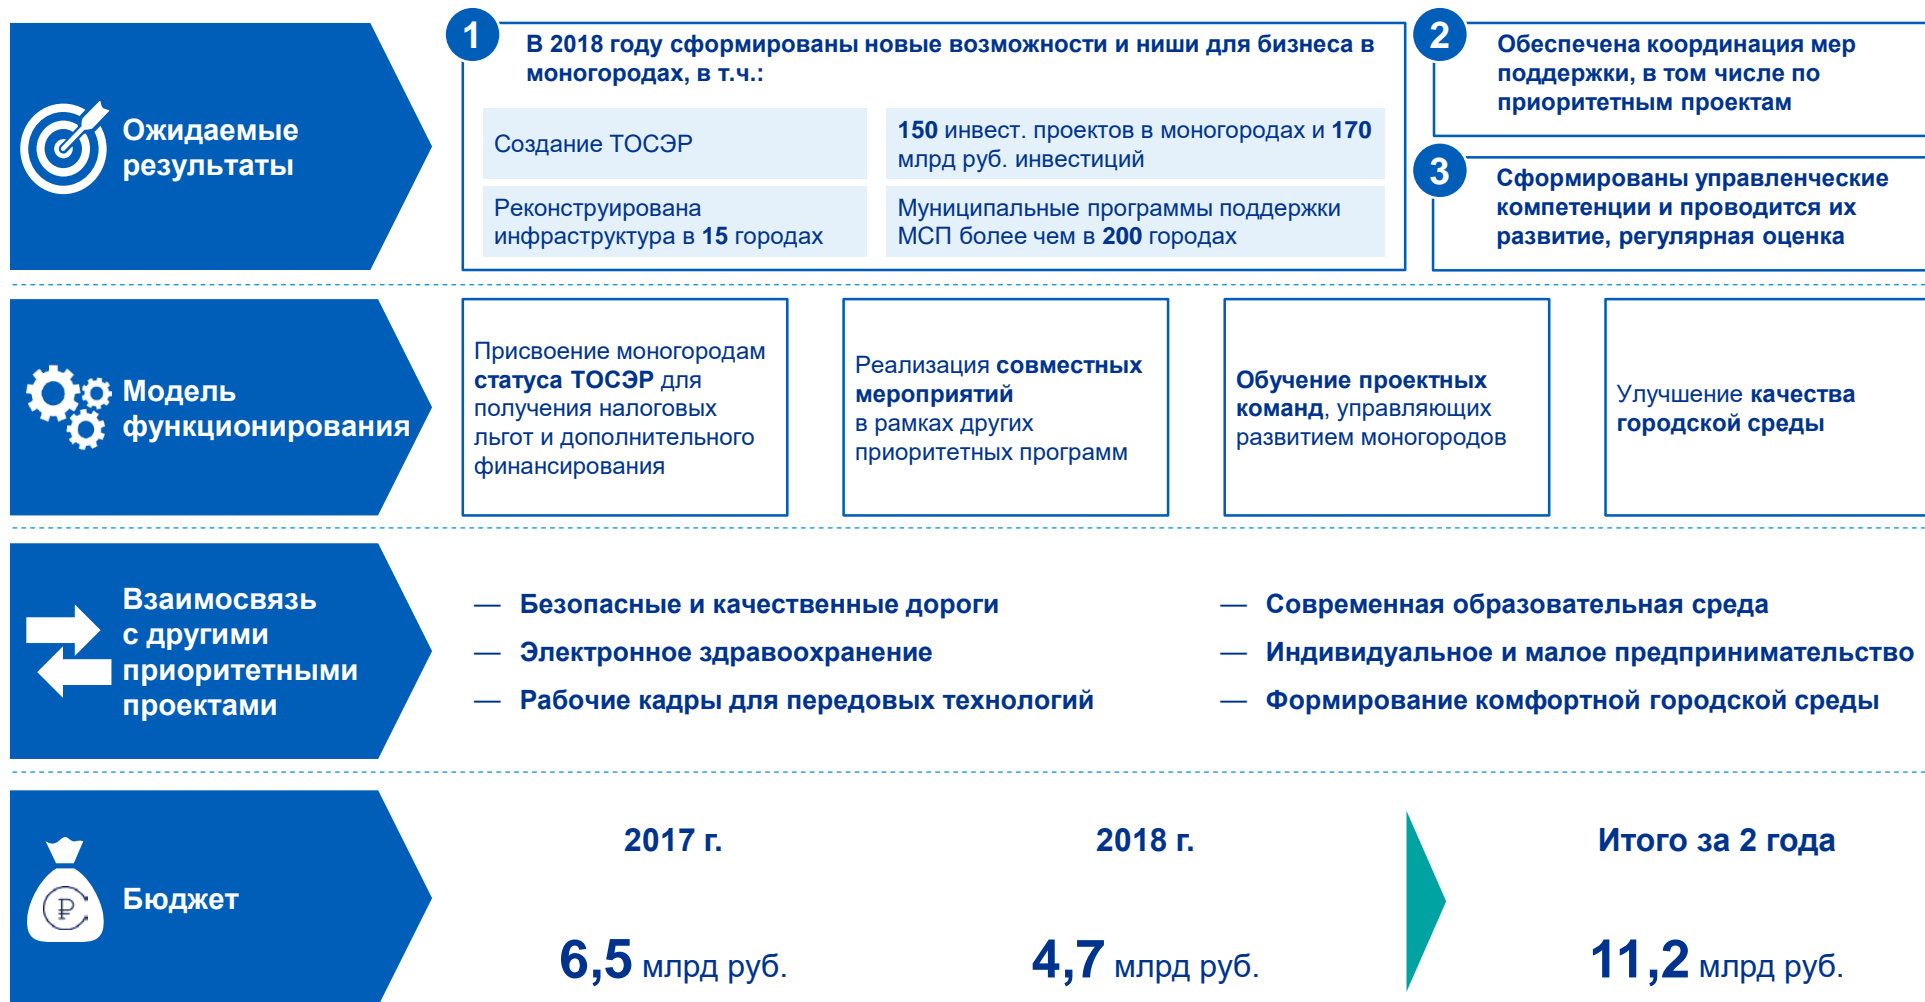 Ожидаемые
результаты
1
В 2018 году сформированы новые возможности и ниши для бизнеса в
моногородах, в т.ч.:
Создание ТОСЭР
150 инвест. проектов в моногородах и 170
млрд руб. инвестиций
Реконструирована
инфраструктура в 15 городах
Муниципальные программы поддержки
МСП более чем в 200 городах
2
Обеспечена координация мер
поддержки, в том числе по
приоритетным проектам
3
Сформированы управленческие
компетенции и проводится их
развитие, регулярная оценка
Модель
функционирования
Присвоение моногородам
статуса ТОСЭР для
получения налоговых
льгот и дополнительного
финансирования
Реализация совместных
мероприятий
в рамках других
приоритетных программ
Обучение проектных
команд, управляющих
развитием моногородов
Улучшение качества
городской среды
Взаимосвязь
с другими
приоритетными
проектами
— Безопасные и качественные дороги
— Электронное здравоохранение
— Рабочие кадры для передовых технологий
— Современная образовательная среда
— Индивидуальное и малое предпринимательство
— Формирование комфортной городской среды
₽
Бюджет
2017 г.
6,5 млрд руб.
2018 г.
4,7 млрд руб.
Итого за 2 года
11,2 млрд руб.